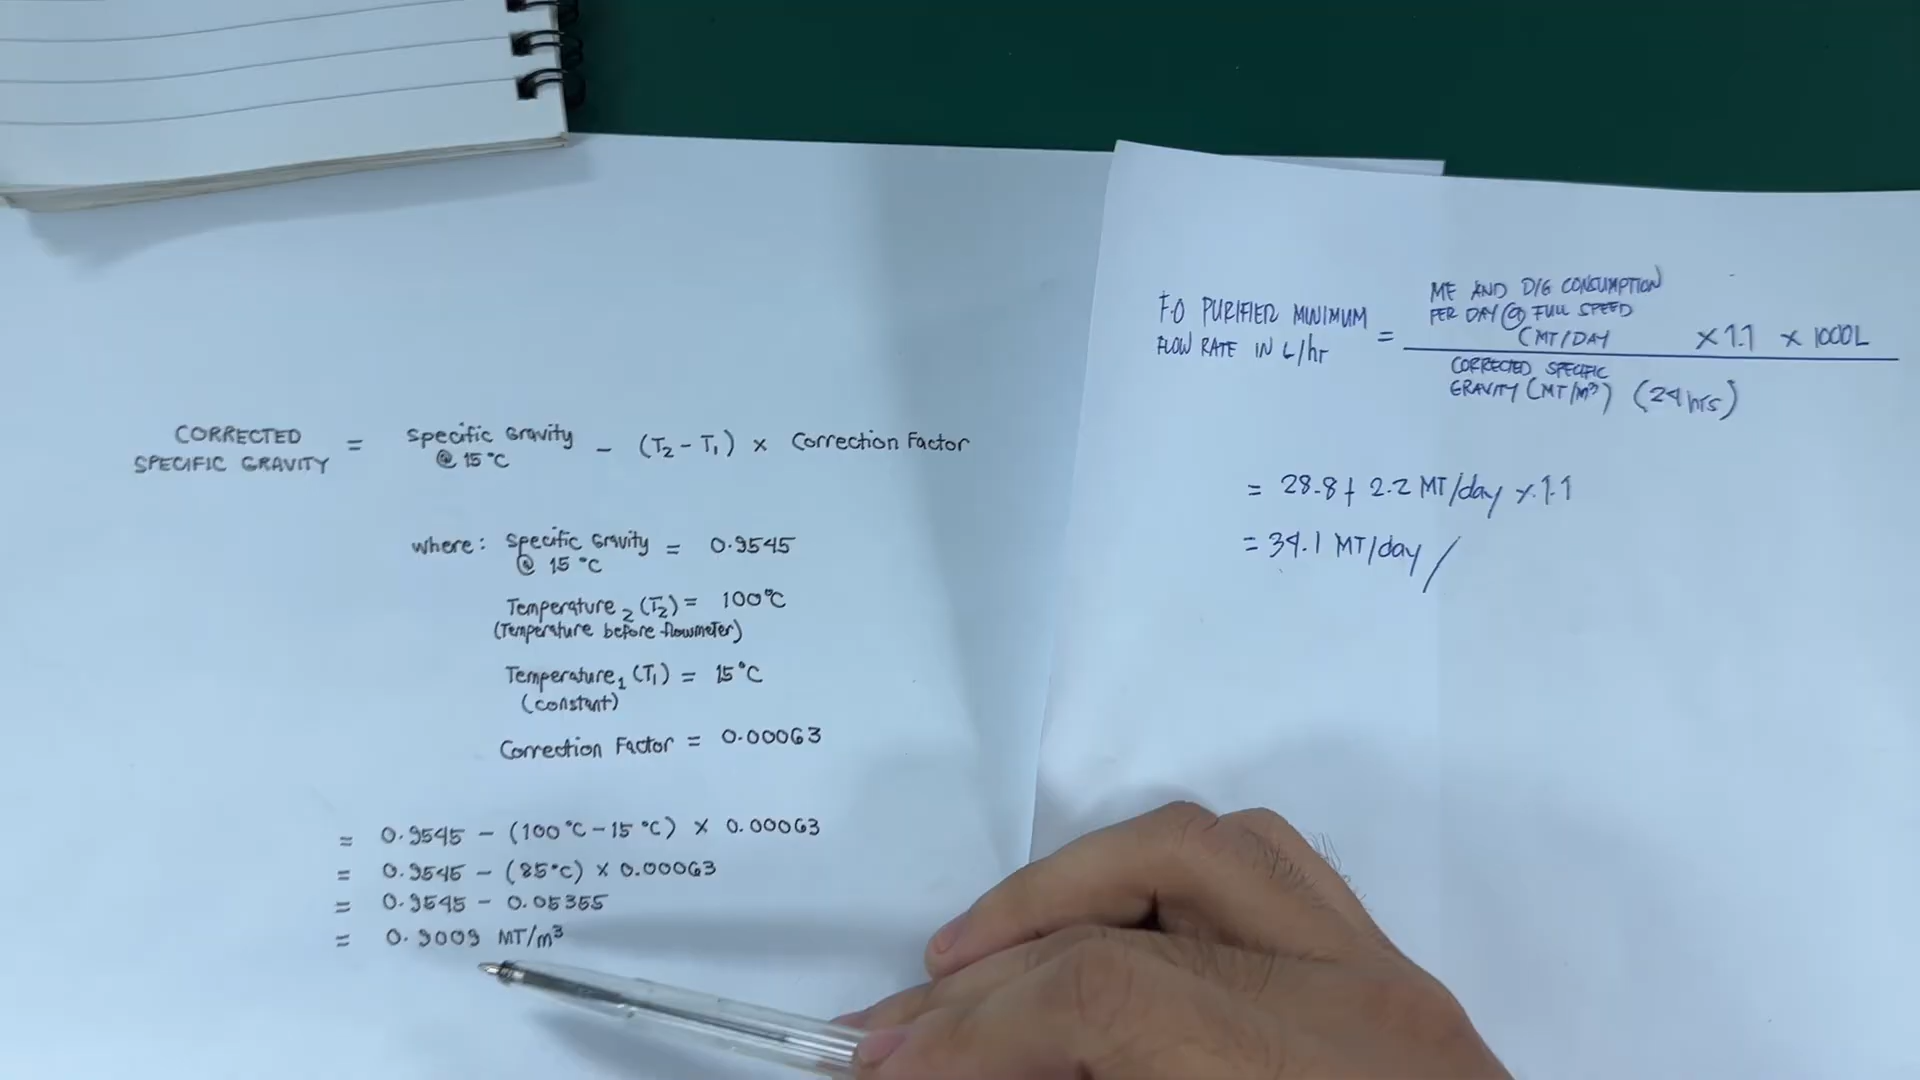 CORRECTED
SPECIFIC GRAVITY = Specific Gravity @ 15°C – (T₂ – T₁) × Correction Factor
where: Specific Gravity @ 15°C = 0.9545
Temperature₂ (T₂) = 100°C
(Temperature before flowmeter)
Temperature₁ (T₁) = 15°C
(constant)
Correction Factor = 0.00063
= 0.9545 – (100°C – 15°C) × 0.00063
= 0.9545 – (85°C) × 0.00063
= 0.9545 – 0.05355
= 0.9009 MT/m³
F.O PURIFIER MINIMUM
FLOW RATE IN L/hr =
ME AND D/G CONSUMPTION
PER DAY @ FULL SPEED
(MT/DAY × 1.1 × 1000L
CORRECTED SPECIFIC
GRAVITY (MT/m³) (24 hrs)
= 28.8 + 2.2 MT/day × 1.1
= 34.1 MT/day /